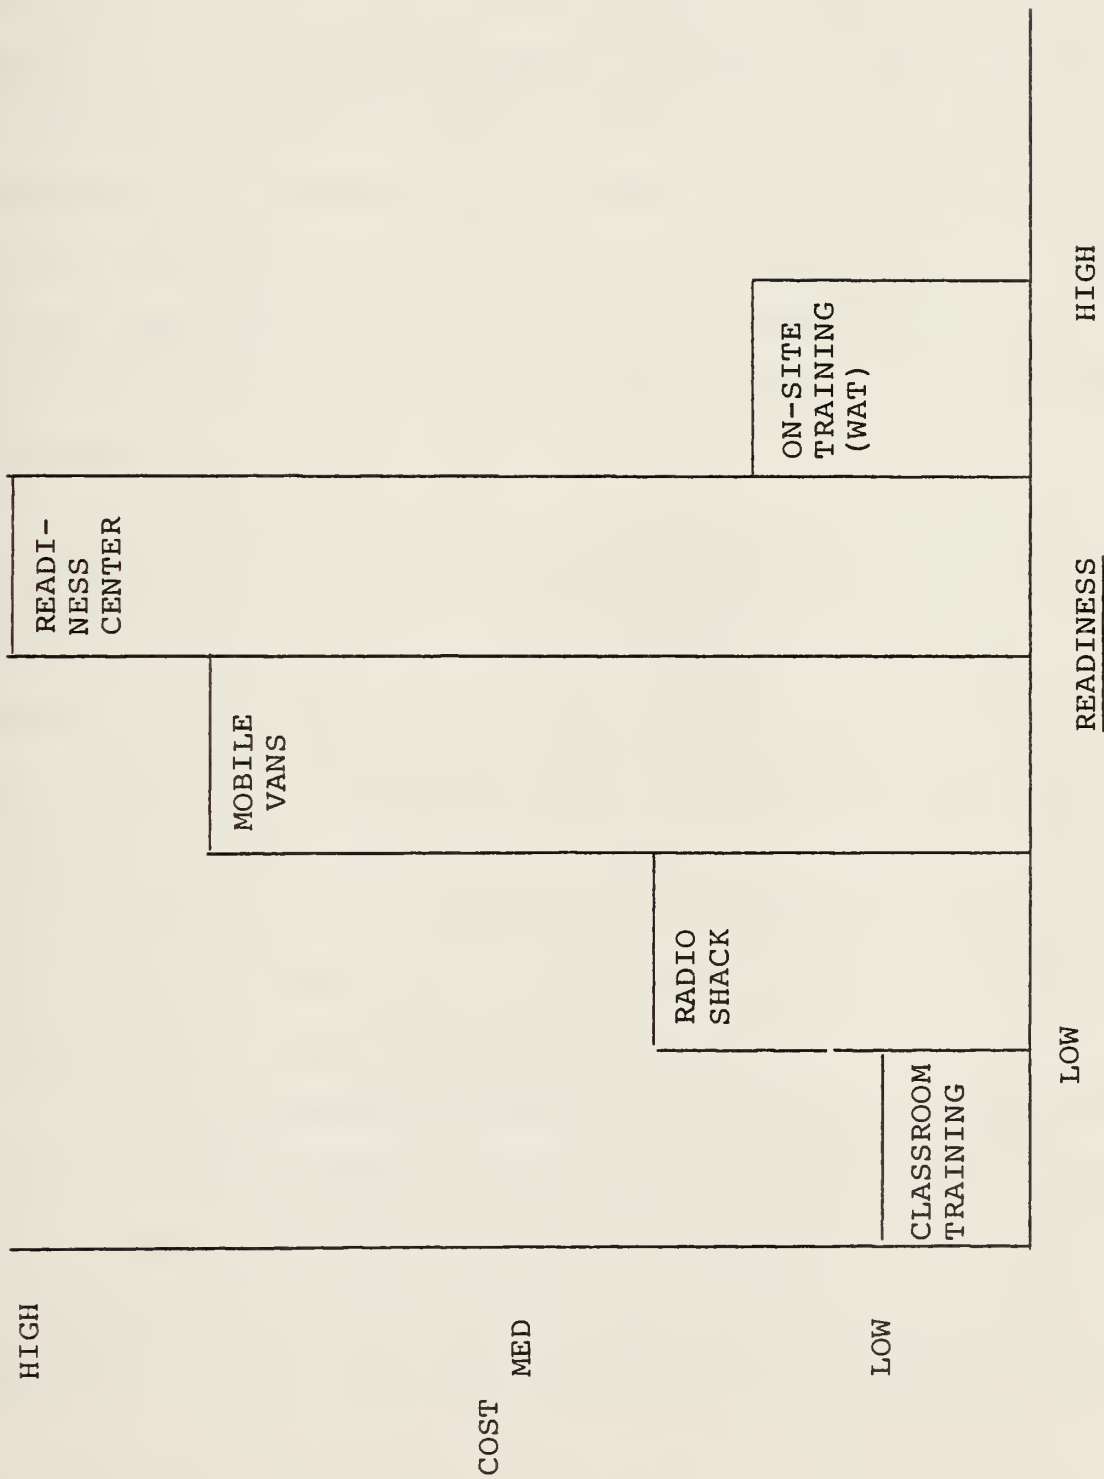 HIGH
MED
COST
LOW
CLASSROOM
TRAINING
RADIO
SHACK
MOBILE
VANS
READI-
NESS
CENTER
ON-SITE
TRAINING
(WAT)
LOW
READINESS
HIGH